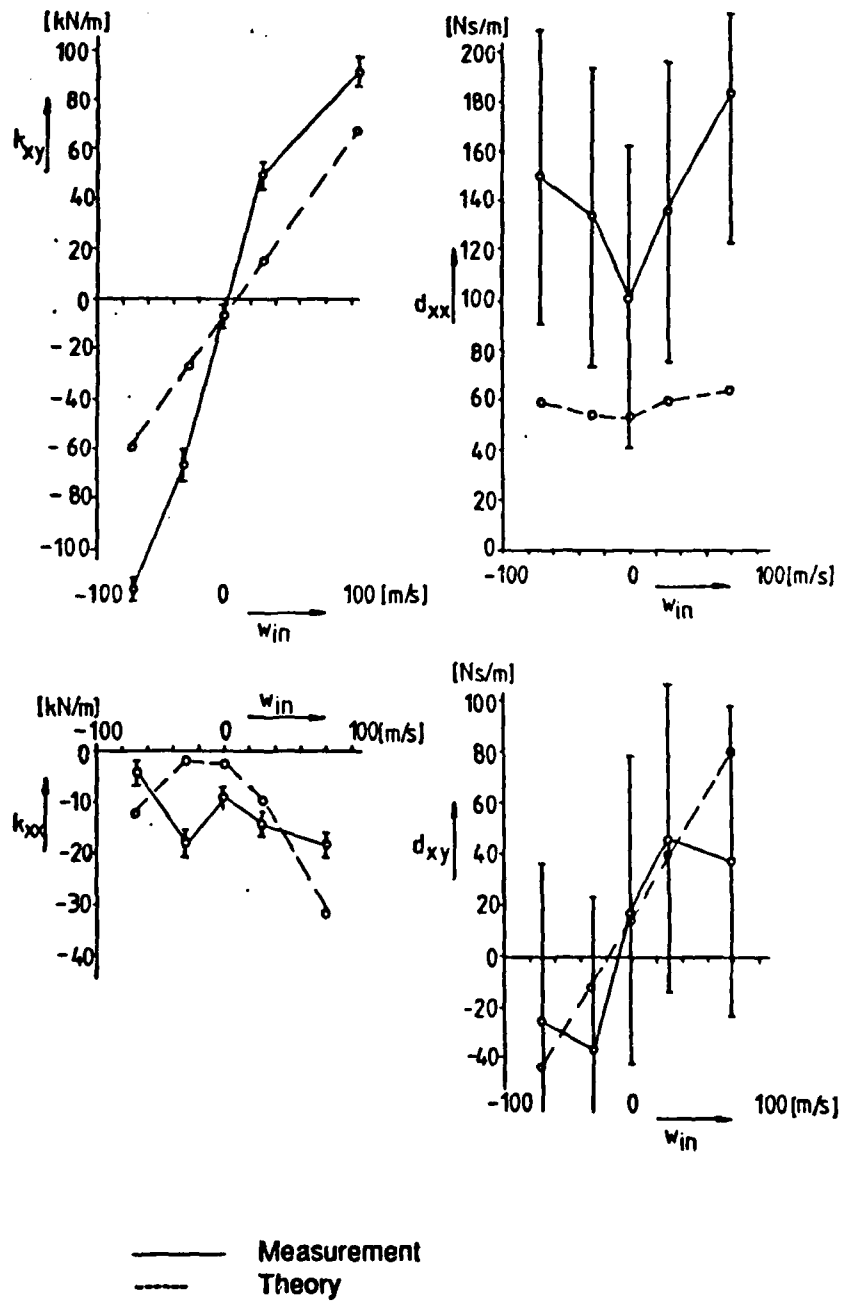 [kN/m]
100
80
k_xy
60
40
20
0
-20
-40
-60
-80
-100
-100
0
100 [m/s]
w_in
[Ns/m]
200
180
160
140
120
d_xx
100
80
60
40
20
0
-100
0
100 [m/s]
w_in
[kN/m]
w_in
-100
0
100 [m/s]
0
-10
k_xx
-20
-30
-40
[Ns/m]
100
80
60
d_xy
40
20
0
-20
-40
-100
0
100 [m/s]
w_in
Measurement
Theory